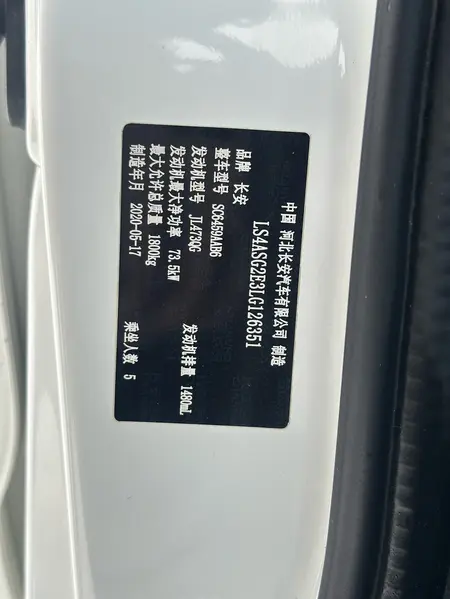 中国 河北长安汽车有限公司 制造
LS4ASG2E3LG126351
品牌 长安
整车型号 SC6459AAB6
发动机型号 JL473QG 发动机排量 1480mL
发动机最大净功率 73.5kW
最大允许总质量 1800kg
制造年月 2020-05-17 乘坐人数 5